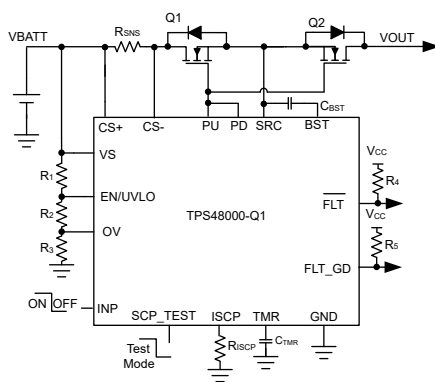 Q1 Q2
VBATT RSNS VOUT
CBST
CS+ CS- PU PD SRC BST
VS VCC
R1 R4
EN/UVLO FLT
R2 TPS48000-Q1 VCC
OV R5
R3
FLT_GD
ON OFF INP
SCP_TEST ISCP TMR GND
Test Mode RISCP CTMR